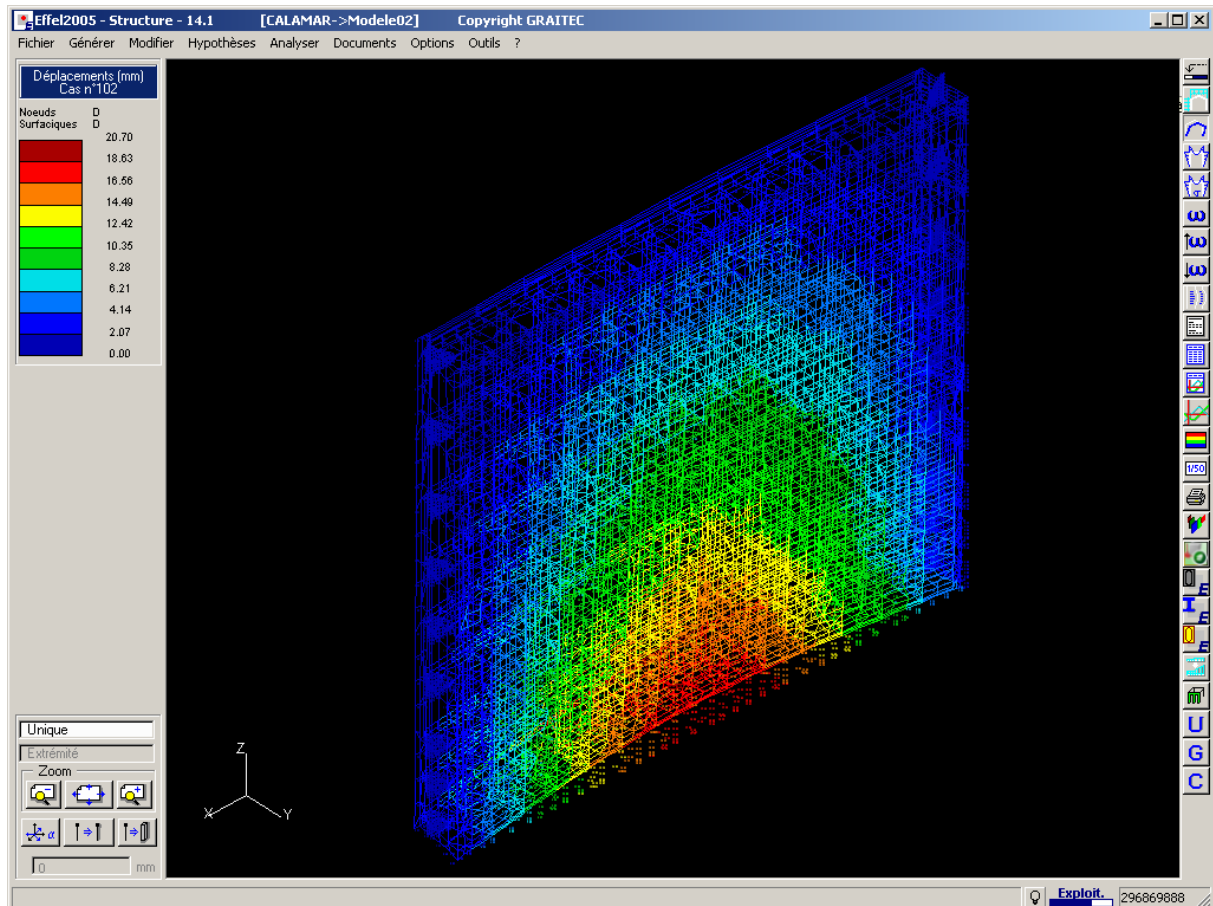 Effel2005 - Structure - 14.1 [CALAMAR->Modele02] Copyright GRAITEC
Fichier Générer Modifier Hypothèses Analyser Documents Options Outils ?
Déplacements (mm)
Cas n°102
Noeuds D
Surfaciques D
20.70
18.63
16.56
14.49
12.42
10.35
8.28
6.21
4.14
2.07
0.00
Z
X
Y
Unique
Extrémité
Zoom
α
0 mm
ω
ω
ω
1/50
E
I E
E
U
G
C
Exploit. 296869888